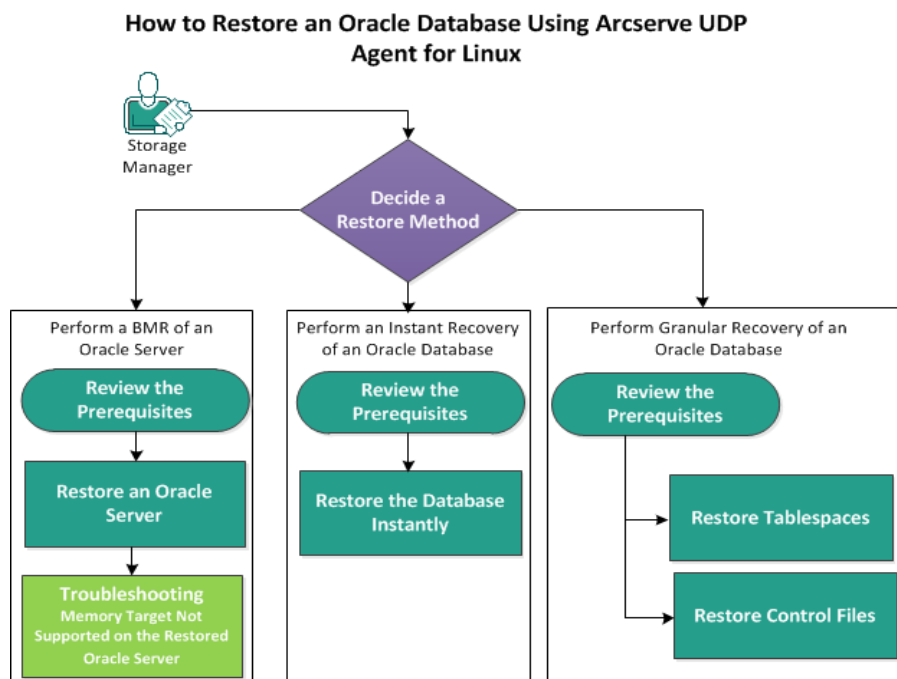 How to Restore an Oracle Database Using Arcserve UDP
Agent for Linux
Storage
Manager
Decide a
Restore Method
Perform a BMR of an
Oracle Server
Review the
Prerequisites
Restore an Oracle
Server
Troubleshooting
Memory Target Not
Supported on the Restored
Oracle Server
Perform an Instant Recovery
of an Oracle Database
Review the
Prerequisites
Restore the Database
Instantly
Perform Granular Recovery of an
Oracle Database
Review the
Prerequisites
Restore Tablespaces
Restore Control Files